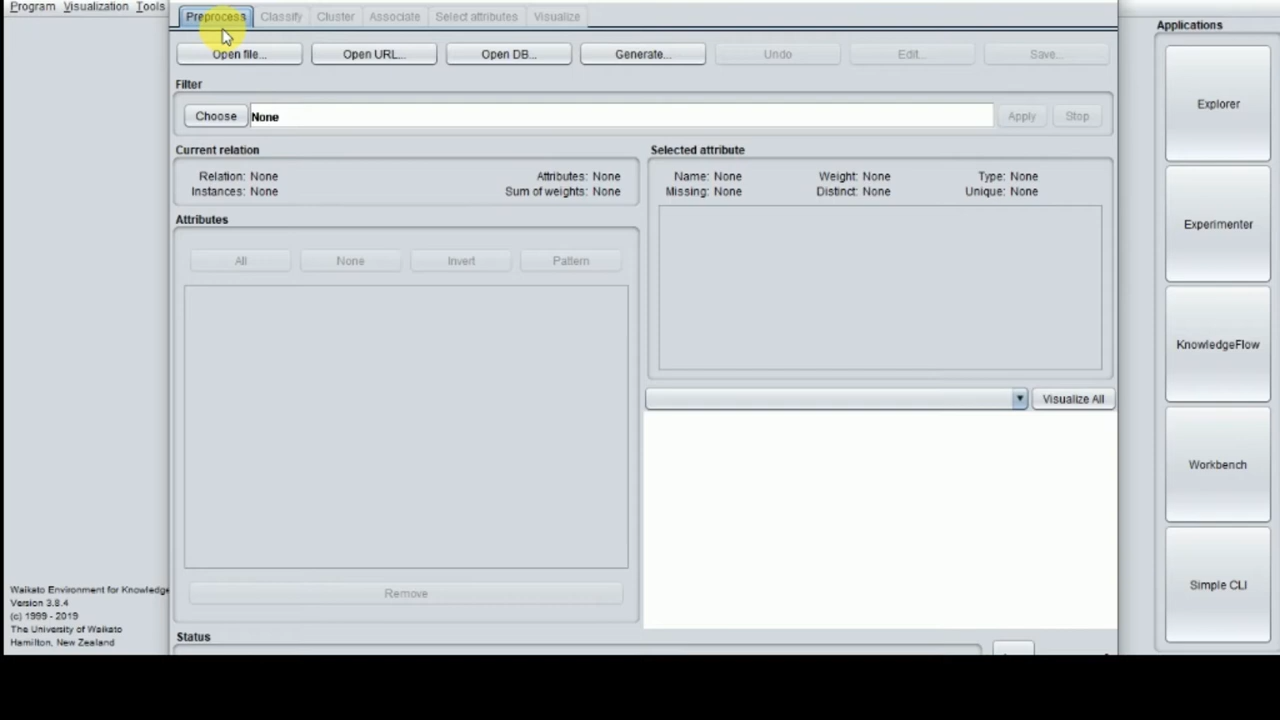 Program Visualization Tools
Preprocess Classify Cluster Associate Select attributes Visualize
Applications
Open file... Open URL... Open DB... Generate... Undo Edit... Save...
Filter
Choose None Apply Stop
Explorer
Current relation
Relation: None Attributes: None
Instances: None Sum of weights: None
Selected attribute
Name: None Weight: None Type: None
Missing: None Distinct: None Unique: None
Attributes
All None Invert Pattern
Experimenter
KnowledgeFlow
Visualize All
Workbench
Remove
Simple CLI
Status
Waikato Environment for Knowledge
Version 3.8.4
(c) 1999 - 2019
The University of Waikato
Hamilton, New Zealand